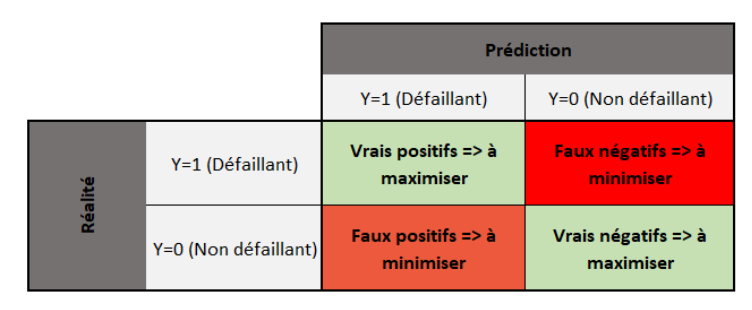 Prédiction
Y=1 (Défaillant)
Y=0 (Non défaillant)
Réalité
Y=1 (Défaillant)
Vrais positifs => à
maximiser
Faux négatifs => à
minimiser
Y=0 (Non défaillant)
Faux positifs => à
minimiser
Vrais négatifs => à
maximiser